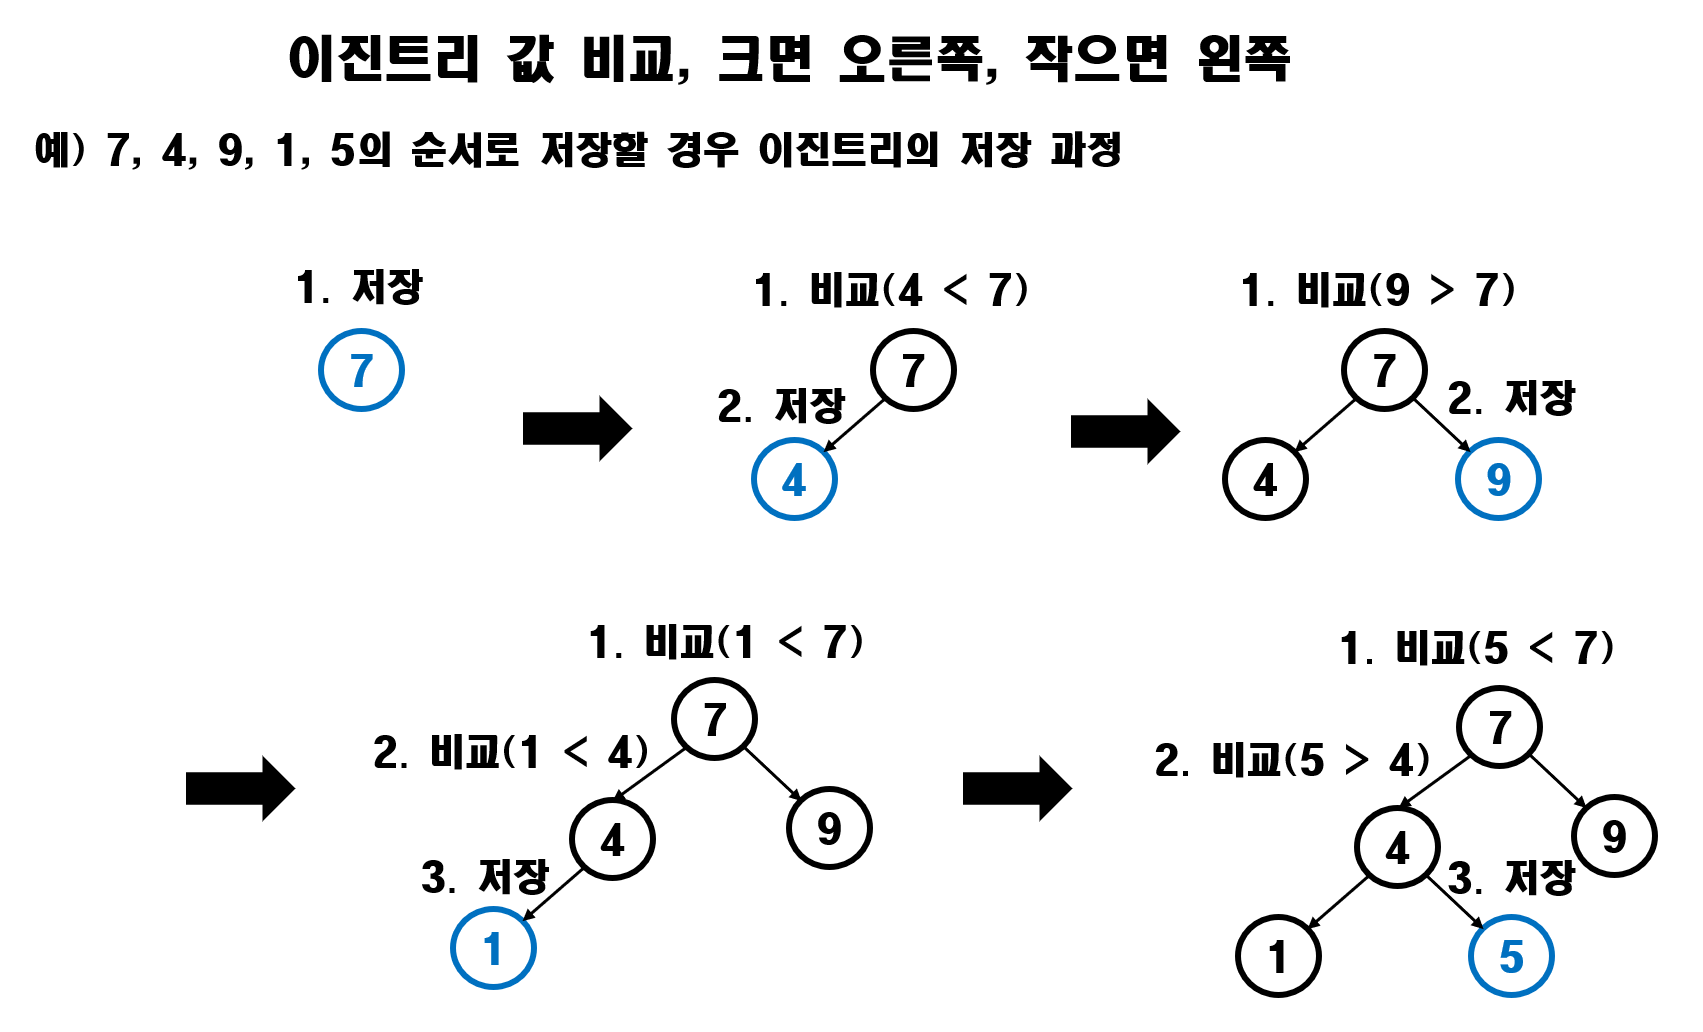 이진트리 값 비교, 크면 오른쪽, 작으면 왼쪽
예) 7, 4, 9, 1, 5의 순서로 저장할 경우 이진트리의 저장 과정
1. 저장
7
1. 비교(4 < 7)
7
2. 저장
4
1. 비교(9 > 7)
7
2. 저장
4
9
1. 비교(1 < 7)
7
2. 비교(1 < 4)
4
9
3. 저장
1
1. 비교(5 < 7)
7
2. 비교(5 > 4)
4
9
3. 저장
1
5